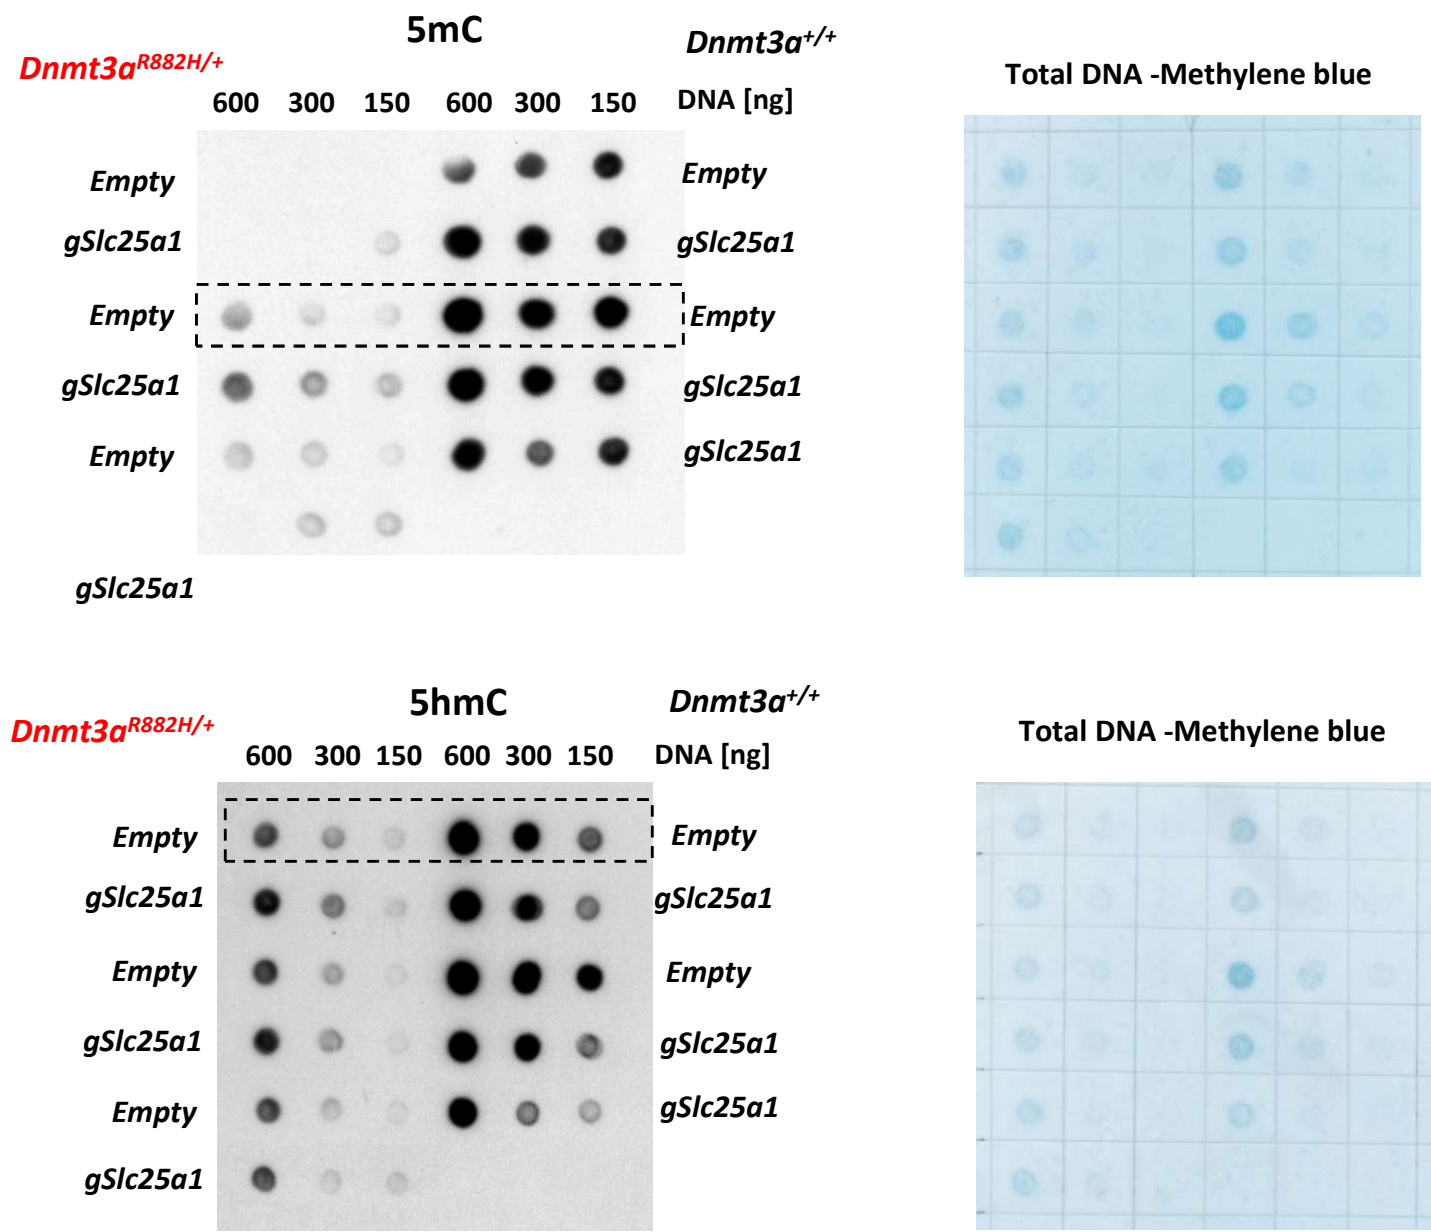 5mC
Dnmt3a+/+
Dnmt3aR882H/+
Total DNA -Methylene blue
600 300 150 600 300 150 DNA [ng]
Empty Empty
gSlc25a1 gSlc25a1
Empty Empty
gSlc25a1 gSlc25a1
Empty gSlc25a1
gSlc25a1
5hmC
Dnmt3a+/+
Dnmt3aR882H/+
Total DNA -Methylene blue
600 300 150 600 300 150 DNA [ng]
Empty Empty
gSlc25a1 gSlc25a1
Empty Empty
gSlc25a1 gSlc25a1
Empty gSlc25a1
gSlc25a1